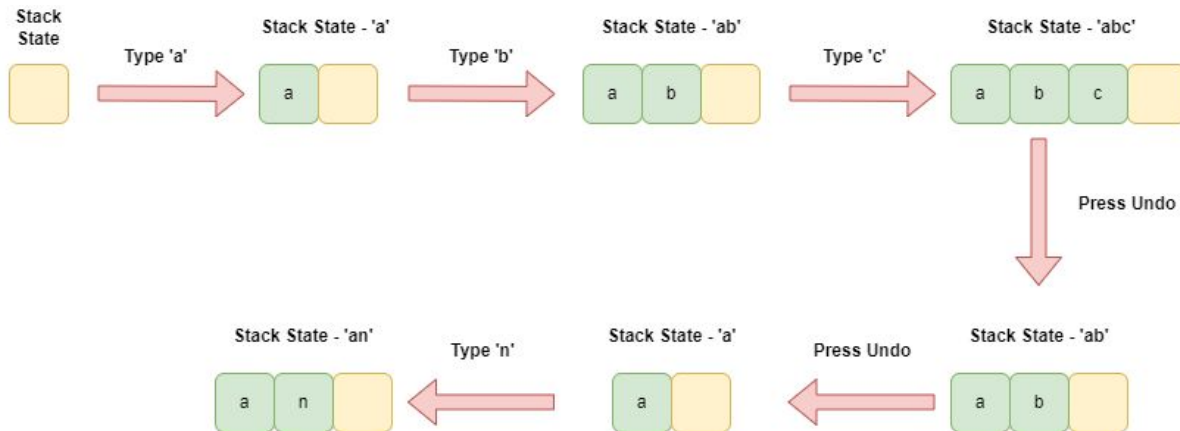 Stack
State
Type 'a'
Stack State - 'a'
a
Type 'b'
Stack State - 'ab'
a b
Type 'c'
Stack State - 'abc'
a b c
Press Undo
Stack State - 'ab'
a b
Press Undo
Stack State - 'a'
a
Type 'n'
Stack State - 'an'
a n